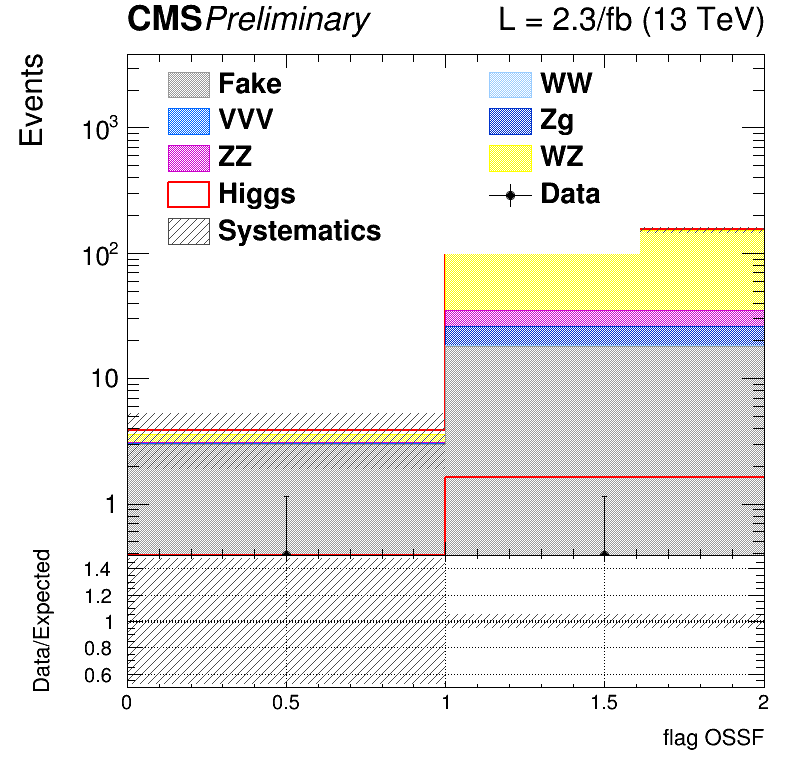 CMSPreliminary L = 2.3/fb (13 TeV)
Events
10³
10²
10
1
Fake WW
VVV Zg
ZZ WZ
Higgs Data
Systematics
Data/Expected
1.4
1.2
1
0.8
0.6
0 0.5 1 1.5 2
flag OSSF